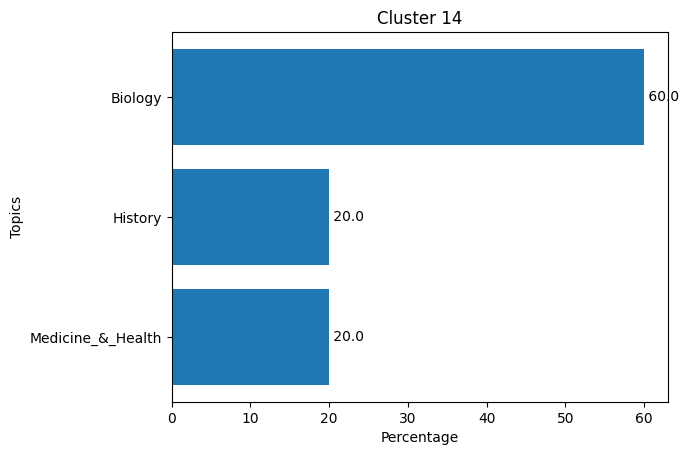 Cluster 14
Topics
Biology
60.0
History
20.0
Medicine_&_Health
20.0
0 10 20 30 40 50 60
Percentage